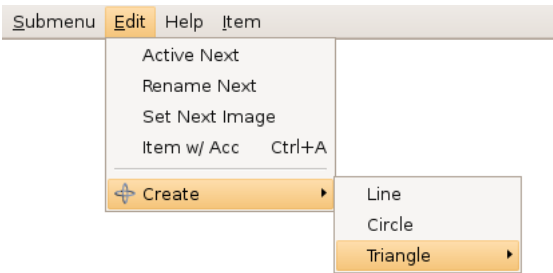 Submenu Edit Help Item
Active Next
Rename Next
Set Next Image
Item w/ Acc Ctrl+A
Create
Line
Circle
Triangle